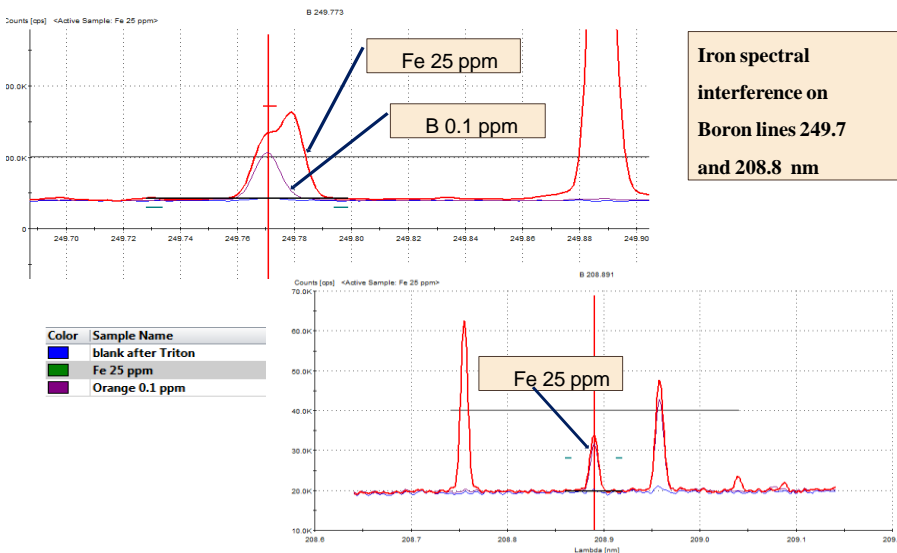 B 249.773
Counts [cps] <Active Sample: Fe 25 ppm>
Fe 25 ppm
B 0.1 ppm
00.0K
00.0K
0
249.70 249.72 249.74 249.76 249.78 249.80 249.82 249.84 249.86 249.88 249.90
Iron spectral
interference on
Boron lines 249.7
and 208.8 nm
B 208.891
Counts [cps] <Active Sample: Fe 25 ppm>
70.0K
60.0K
50.0K
40.0K
30.0K
20.0K
10.0K
Fe 25 ppm
208.6 208.7 208.8 208.9 209.0 209.1 209.
Lambda [nm]
Color Sample Name
blank after Triton
Fe 25 ppm
Orange 0.1 ppm